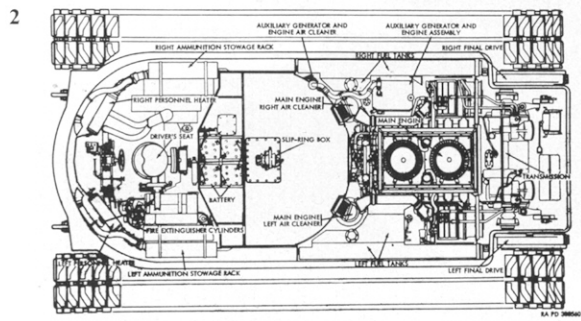 2
AUXILIARY GENERATOR AND
ENGINE AIR CLEANER
AUXILIARY GENERATOR AND
ENGINE ASSEMBLY
RIGHT AMMUNITION STOWAGE RACK
RIGHT FUEL TANKS
RIGHT FINAL DRIVE
RIGHT PERSONNEL HEATER
MAIN ENGINE
RIGHT AIR CLEANER
MAIN ENGIN
DRIVER'S SEAT
SLIP-RING BOX
TRANSMISSION
BATTERY
MAIN ENGINE
LEFT AIR CLEANER
FIRE EXTINGUISHER CYLINDERS
LEFT PERSONNEL HEATER
LEFT AMMUNITION STOWAGE RACK
LEFT FUEL TANKS
LEFT FINAL DRIVE
RA PD